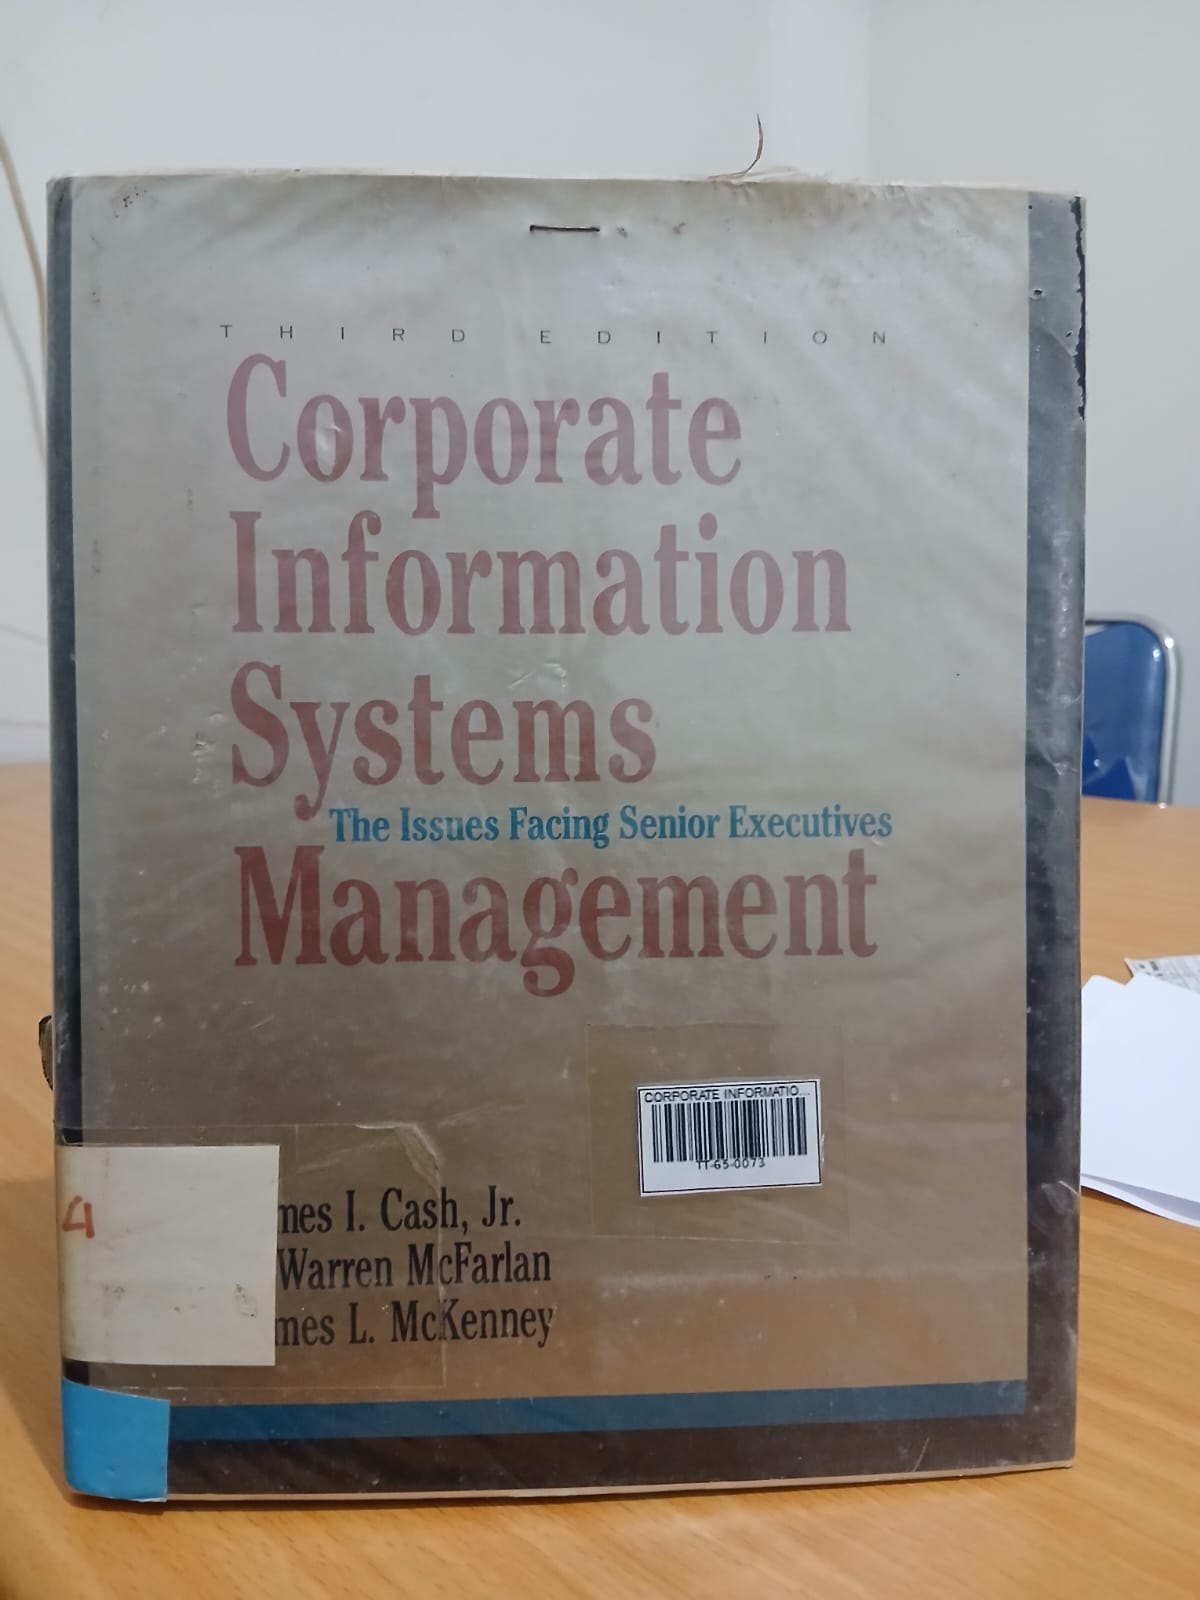 THIRD EDITION
Corporate
Information
Systems
The Issues Facing Senior Executives
Management
CORPORATE INFORMATIO...
TT-65-0073
mes I. Cash, Jr.
Warren McFarlan
mes L. McKenney